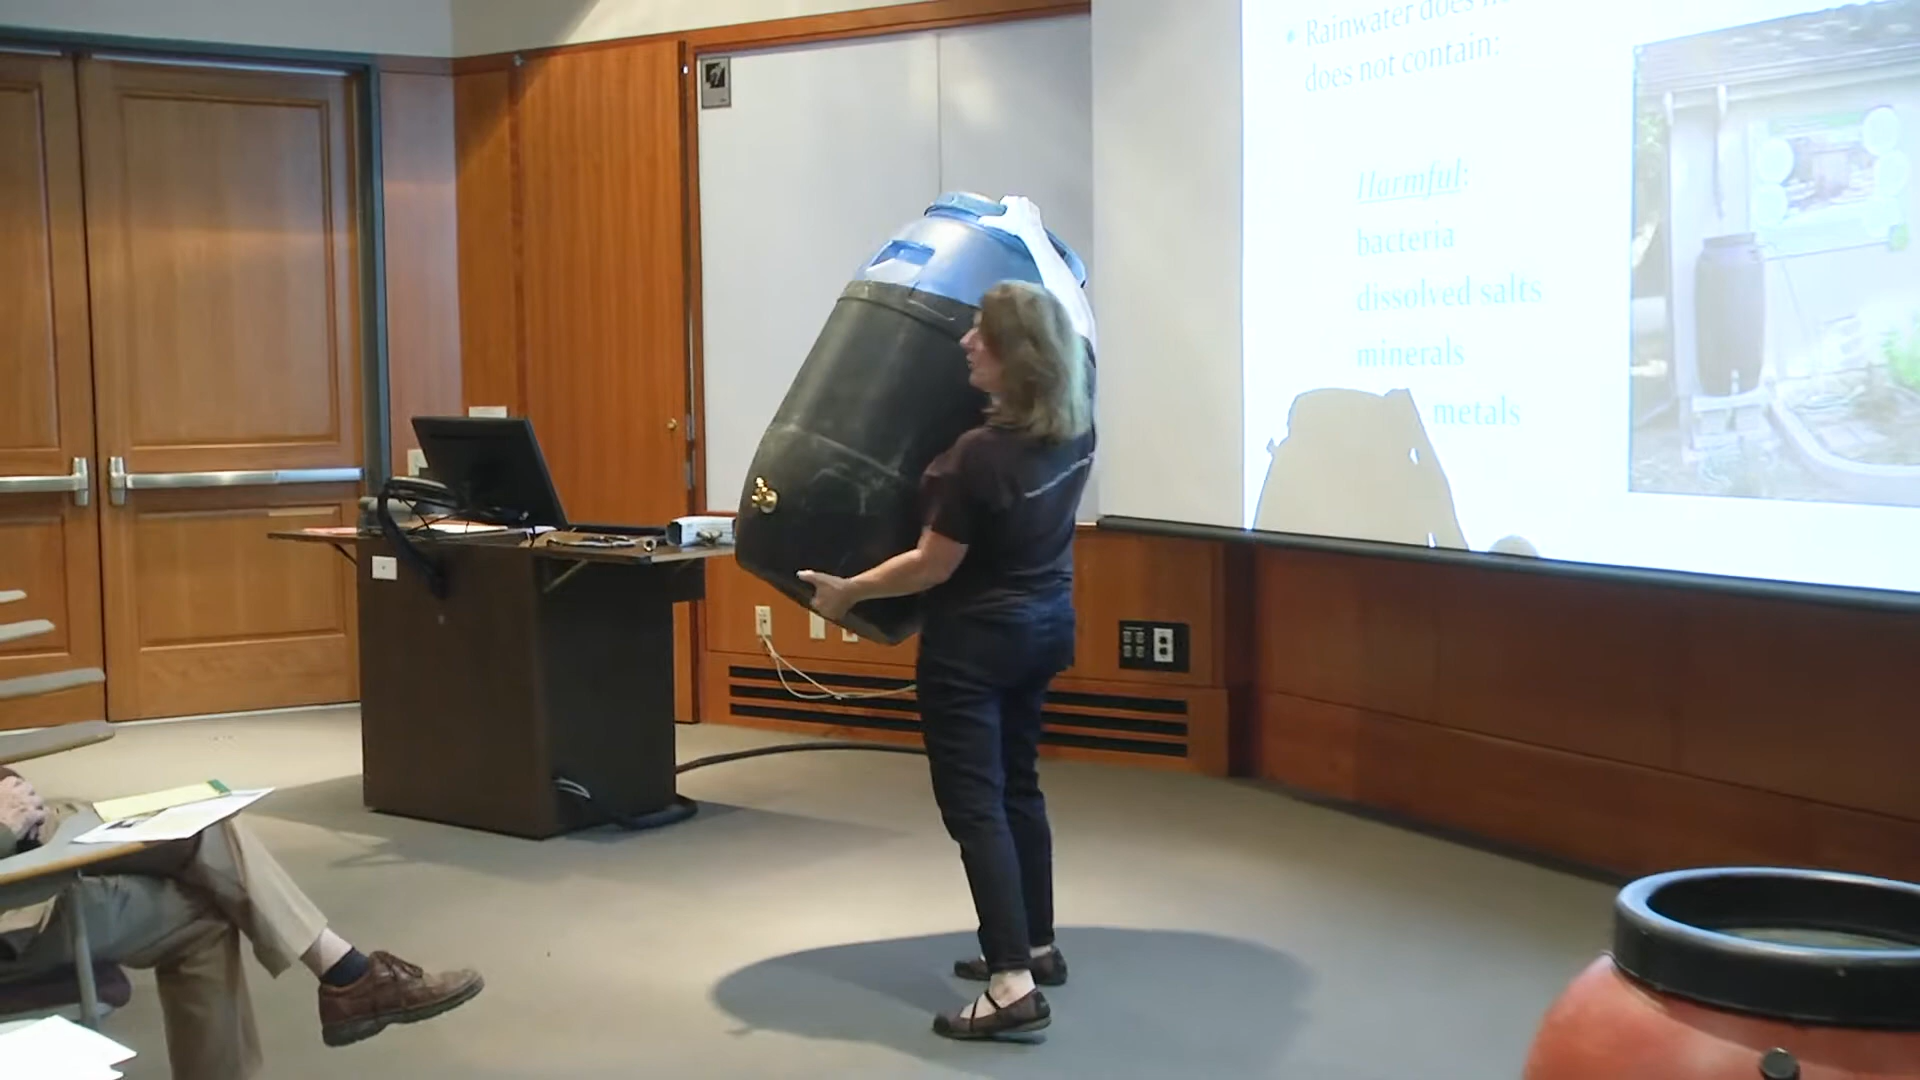 Rainwater does
does not contain:
Harmful:
bacteria
dissolved salts
minerals
metals